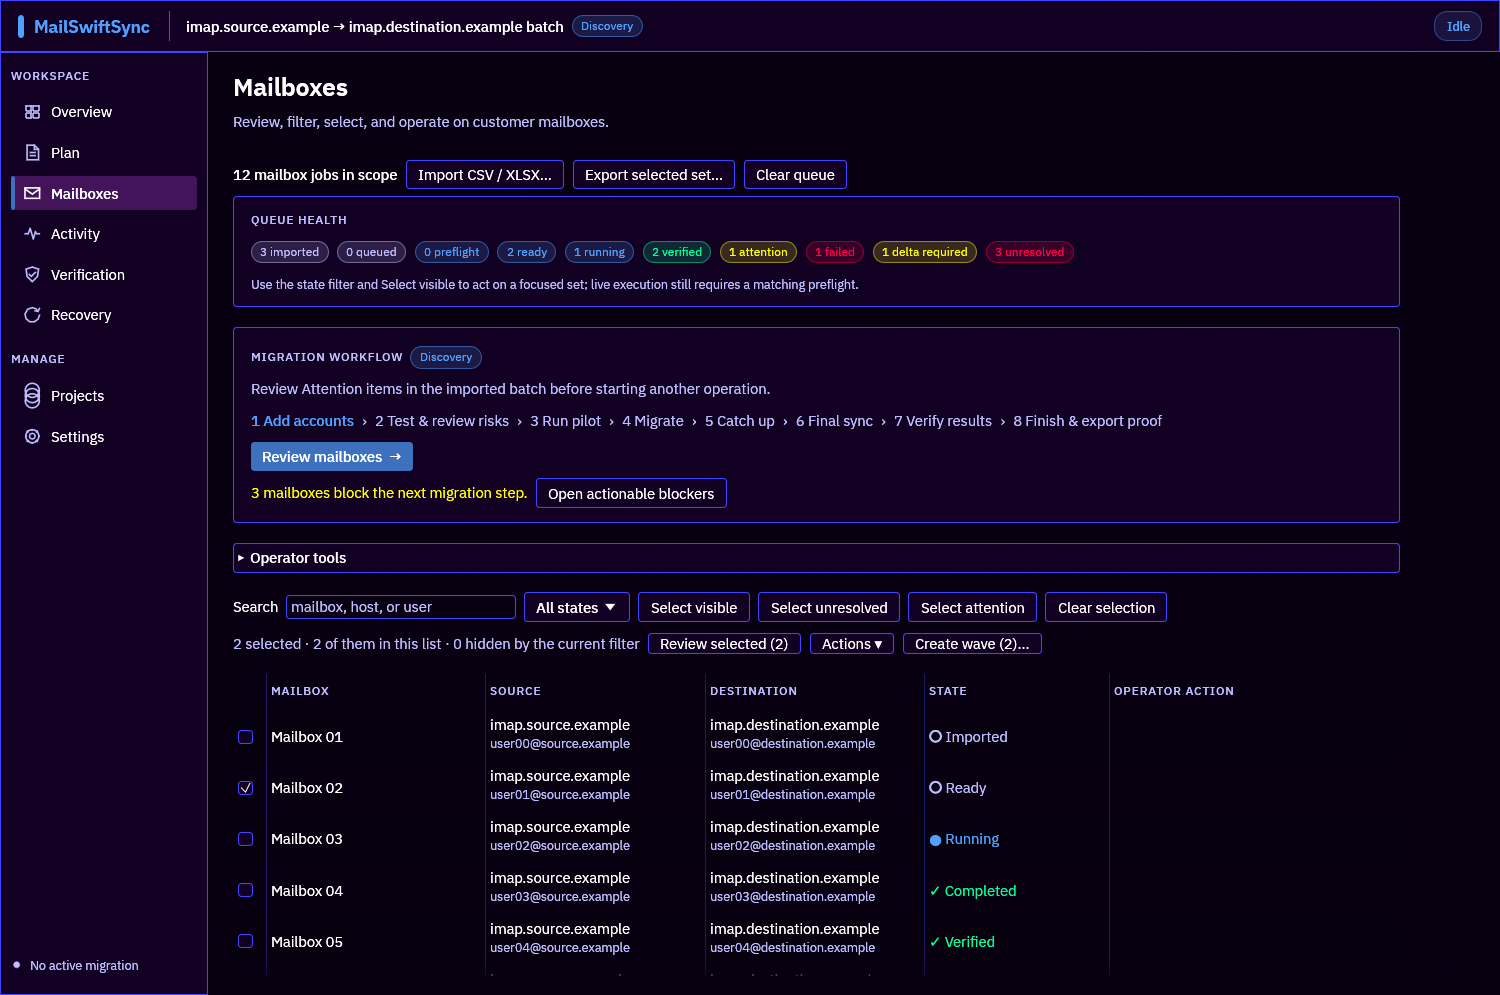 MailSwiftSync
imap.source.example → imap.destination.example batch
Discovery
Idle
WORKSPACE
Overview
Plan
Mailboxes
Activity
Verification
Recovery
MANAGE
Projects
Settings
No active migration
Mailboxes
Review, filter, select, and operate on customer mailboxes.
12 mailbox jobs in scope Import CSV / XLSX... Export selected set... Clear queue
QUEUE HEALTH
3 imported 0 queued 0 preflight 2 ready 1 running 2 verified 1 attention 1 failed 1 delta required 3 unresolved
Use the state filter and Select visible to act on a focused set; live execution still requires a matching preflight.
MIGRATION WORKFLOW Discovery
Review Attention items in the imported batch before starting another operation.
1 Add accounts › 2 Test & review risks › 3 Run pilot › 4 Migrate › 5 Catch up › 6 Final sync › 7 Verify results › 8 Finish & export proof
Review mailboxes →
3 mailboxes block the next migration step. Open actionable blockers
▸ Operator tools
Search mailbox, host, or user All states ▼ Select visible Select unresolved Select attention Clear selection
2 selected · 2 of them in this list · 0 hidden by the current filter Review selected (2) Actions ▾ Create wave (2)...
MAILBOX SOURCE DESTINATION STATE OPERATOR ACTION
Mailbox 01 imap.source.example imap.destination.example Imported
user00@source.example user00@destination.example
Mailbox 02 imap.source.example imap.destination.example Ready
user01@source.example user01@destination.example
Mailbox 03 imap.source.example imap.destination.example Running
user02@source.example user02@destination.example
Mailbox 04 imap.source.example imap.destination.example ✓ Completed
user03@source.example user03@destination.example
Mailbox 05 imap.source.example imap.destination.example ✓ Verified
user04@source.example user04@destination.example